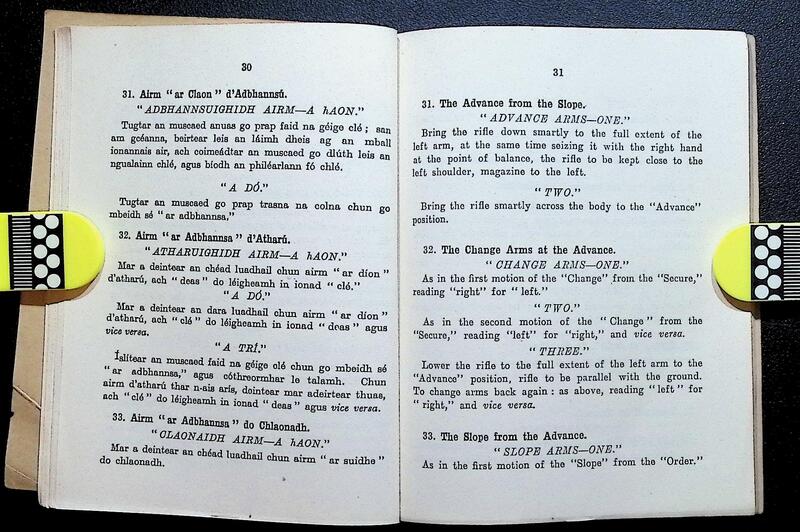 30
31. Airm "ar Claon" d'Adbhannsú.
"ADBHANNSUIGHIDH AIRM—A hAON."
Tugtar an muscaed anuas go prap faid na géige clé; san
am gcéanna, beirtear leis an láimh dheis ag an mball
ionannais air, ach coimeádtar an muscaed go dlúth leis an
ngualainn chlé, agus bíodh an philéarlann fó chlé.
"A DÓ."
Tugtar an muscaed go prap trasna na colna chun go
mbeidh sé "ar adbhannsa,"
32. Airm "ar Adbhannsa" d'Atharú.
"ATHARUIGHIDH AIRM—A hAON."
Mar a deintear an chéad luadhail chun airm "ar díon"
d'atharú, ach "deas" do léigheamh in ionad "clé."
"A DÓ."
Mar a deintear an dara luadhail chun airm "ar díon"
d'atharú, ach "clé" do léigheamh in ionad "deas" agus
vice versa.
"A TRÍ."
Íslítear an muscaed faid na géige clé chun go mbeidh sé
"ar adbhannsa," agus cóthreormhar le talamh. Chun
airm d'atharú thar n-ais arís, deintear mar adeirtear thuas,
ach "clé" do léigheamh in ionad "deas" agus vice versa.
33. Airm "ar Adbhannsa" do Chlaonadh.
"CLAONAIDH AIRM—A hAON."
Mar a deintear an chéad luadhail chun airm "ar suidhe"
do chlaonadh.
31
31. The Advance from the Slope.
"ADVANCE ARMS—ONE."
Bring the rifle down smartly to the full extent of the
left arm, at the same time seizing it with the right hand
at the point of balance, the rifle to be kept close to the
left shoulder, magazine to the left.
"TWO."
Bring the rifle smartly across the body to the "Advance"
position.
32. The Change Arms at the Advance.
"CHANGE ARMS—ONE."
As in the first motion of the "Change" from the "Secure,"
reading "right" for "left."
"TWO."
As in the second motion of the "Change" from the
"Secure," reading "left" for "right," and vice versa.
"THREE."
Lower the rifle to the full extent of the left arm to the
"Advance" position, rifle to be parallel with the ground.
To change arms back again: as above, reading "left" for
"right," and vice versa.
33. The Slope from the Advance.
"SLOPE ARMS—ONE."
As in the first motion of the "Slope" from the "Order."